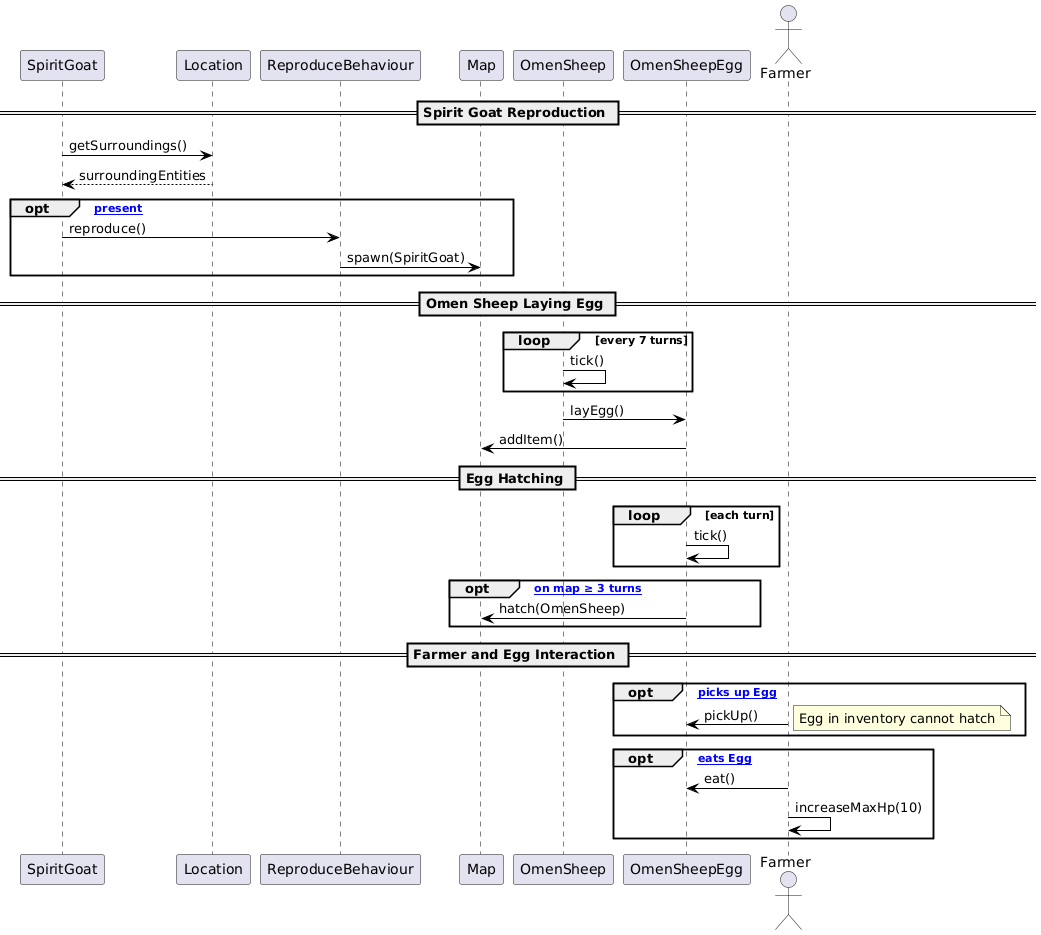 Farmer
SpiritGoat Location ReproduceBehaviour Map OmenSheep OmenSheepEgg
Spirit Goat Reproduction
getSurroundings()
surroundingEntities
opt present
reproduce()
spawn(SpiritGoat)
Omen Sheep Laying Egg
loop [every 7 turns]
tick()
layEgg()
addItem()
Egg Hatching
loop [each turn]
tick()
opt on map ≥ 3 turns
hatch(OmenSheep)
Farmer and Egg Interaction
opt picks up Egg
pickUp() Egg in inventory cannot hatch
opt eats Egg
eat()
increaseMaxHp(10)
Farmer
SpiritGoat Location ReproduceBehaviour Map OmenSheep OmenSheepEgg